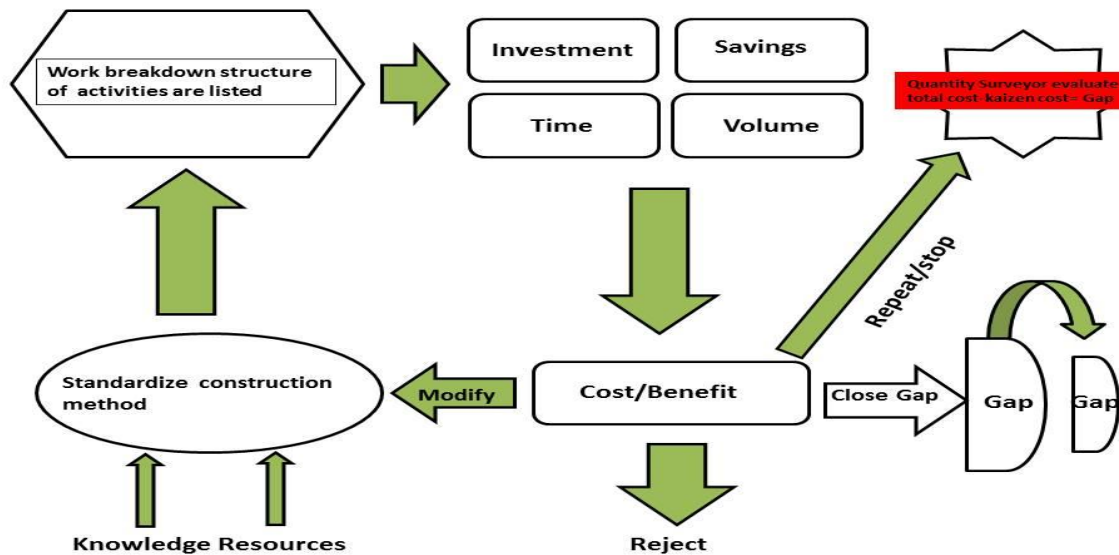 Work breakdown structure
of activities are listed
Investment
Savings
Time
Volume
Quantity Surveyor evaluate
total cost-kaizen cost= Gap
Repeat/stop
Standardize construction
method
Modify
Cost/Benefit
Close Gap
Gap
Gap
Knowledge Resources
Reject